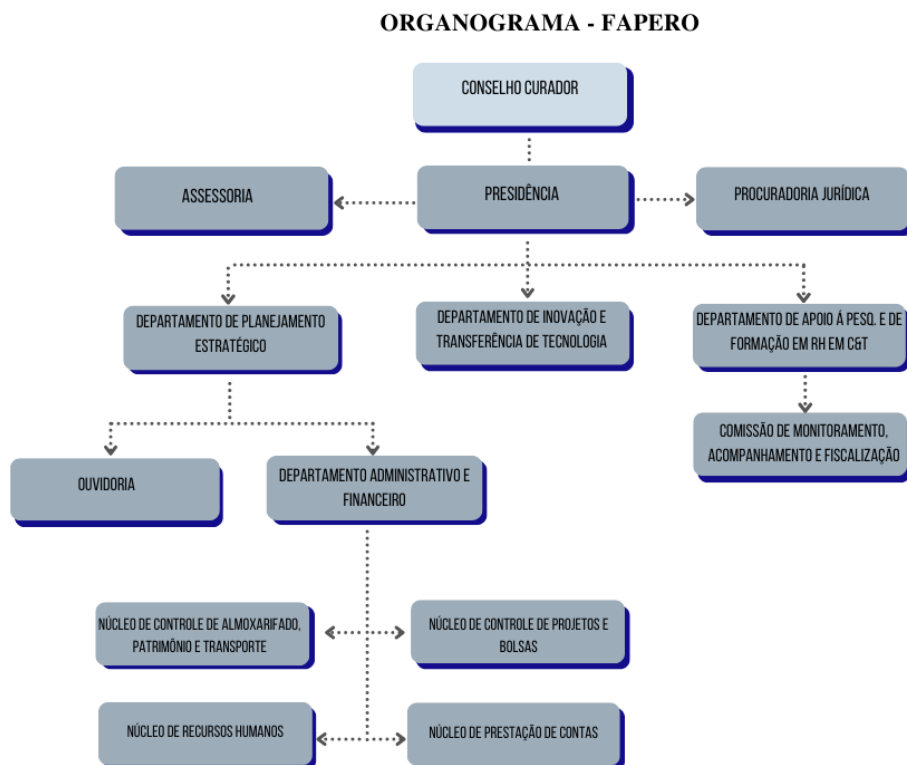 ORGANOGRAMA - FAPERO
CONSELHO CURADOR
ASSESSORIA
PRESIDÊNCIA
PROCURADORIA JURÍDICA
DEPARTAMENTO DE PLANEJAMENTO
ESTRATÉGICO
DEPARTAMENTO DE INOVAÇÃO E
TRANSFERÊNCIA DE TECNOLOGIA
DEPARTAMENTO DE APOIO Á PESQ. E DE
FORMAÇÃO EM RH EM C&T
COMISSÃO DE MONITORAMENTO,
ACOMPANHAMENTO E FISCALIZAÇÃO
OUVIDORIA
DEPARTAMENTO ADMINISTRATIVO E
FINANCEIRO
NÚCLEO DE CONTROLE DE ALMOXARIFADO,
PATRIMÔNIO E TRANSPORTE
NÚCLEO DE CONTROLE DE PROJETOS E
BOLSAS
NÚCLEO DE RECURSOS HUMANOS
NÚCLEO DE PRESTAÇÃO DE CONTAS